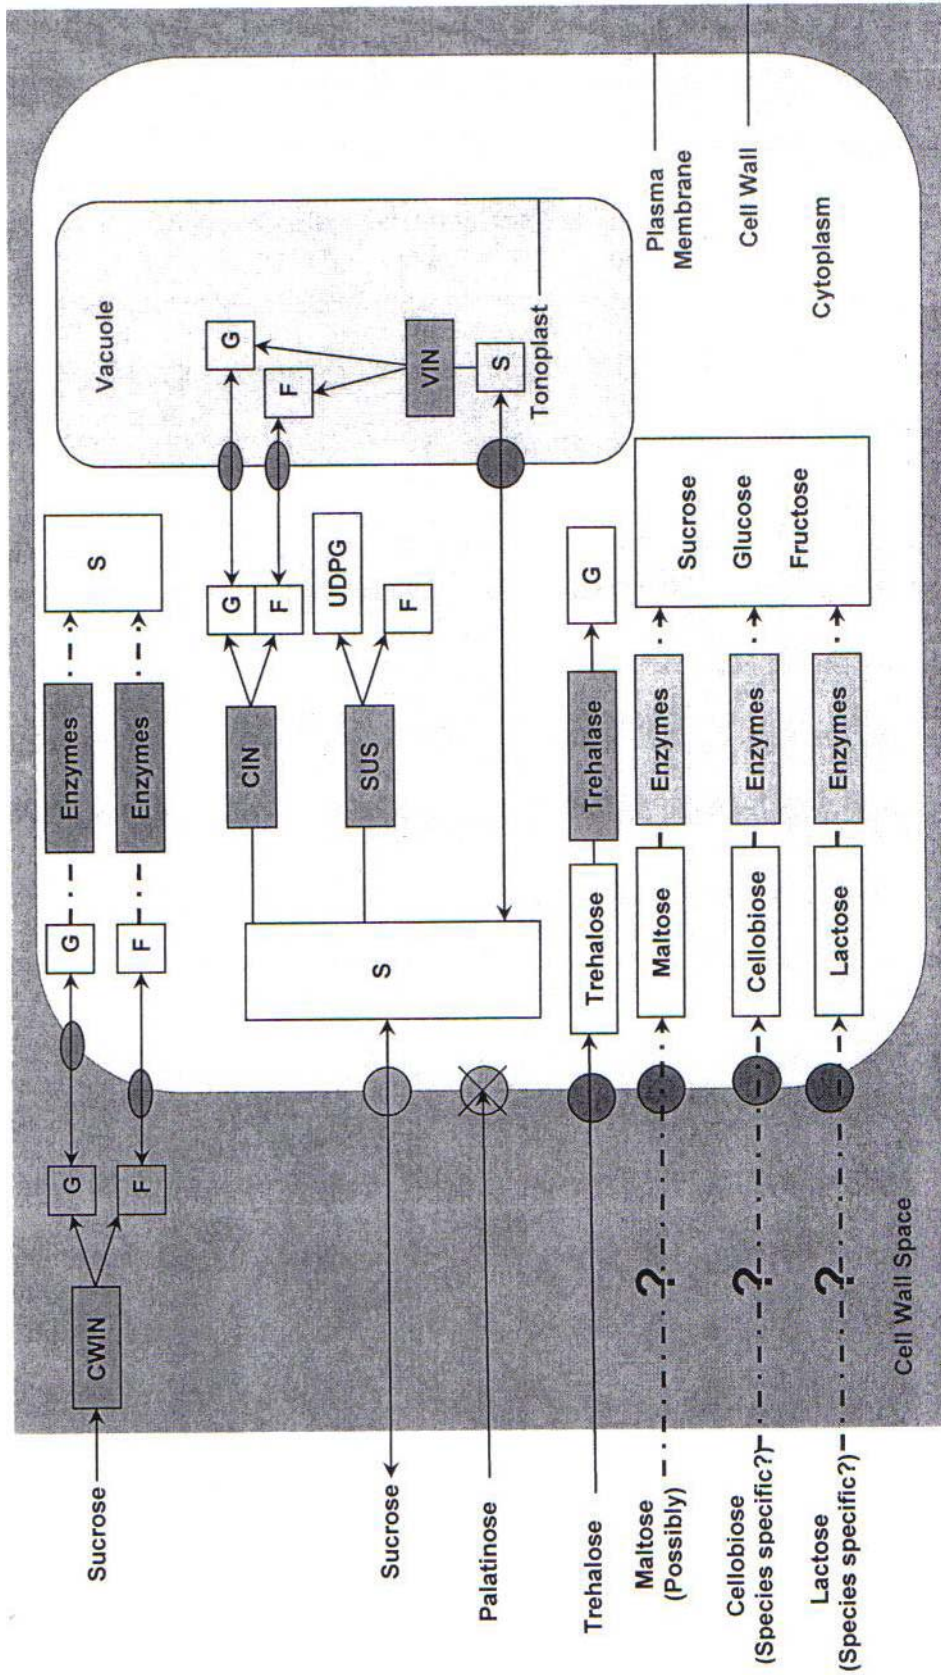 Sucrose
CWIN
G
F
G
F
Enzymes
Enzymes
S
Sucrose
S
CIN
SUS
G
F
UDPG
F
Vacuole
G
F
VIN
S
Tonoplast
Palatinose
Trehalose
Trehalose
Trehalase
G
Maltose
(Possibly)
?
Maltose
Enzymes
Cellobiose
(Species specific?)
?
Cellobiose
Enzymes
Lactose
(Species specific?)
?
Lactose
Enzymes
Sucrose
Glucose
Fructose
Plasma
Membrane
Cell Wall
Cytoplasm
Cell Wall Space